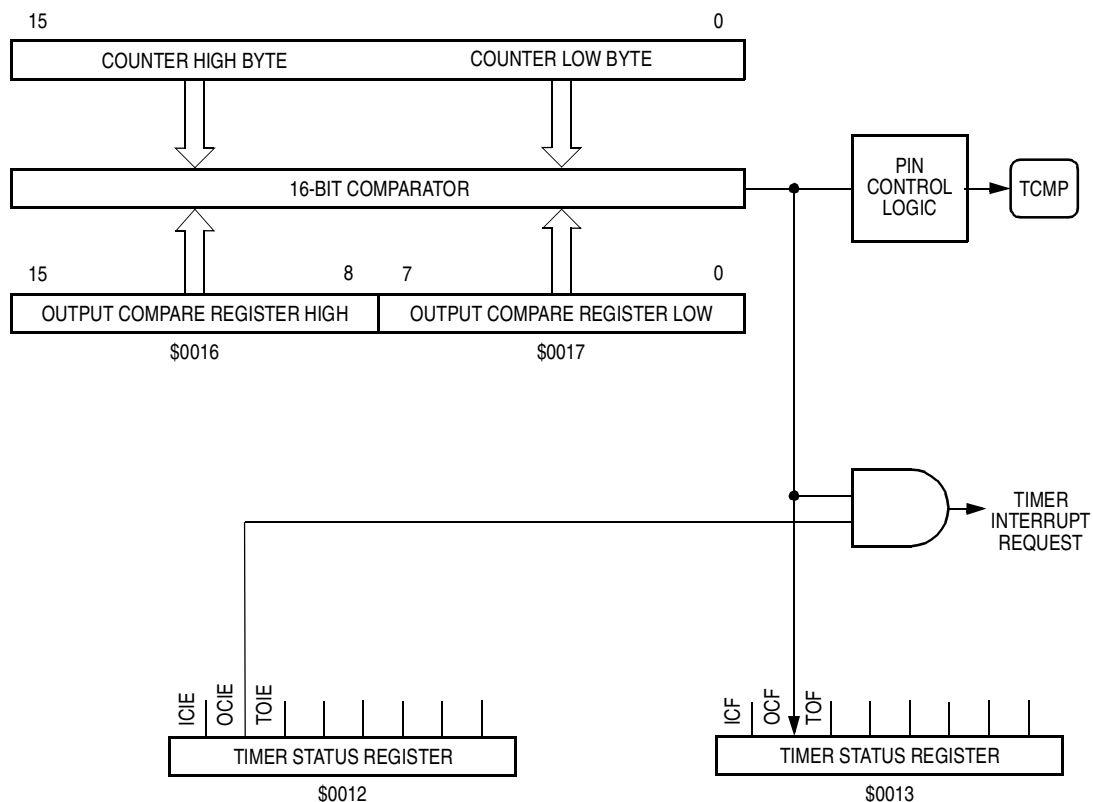 15 0
COUNTER HIGH BYTE COUNTER LOW BYTE
16-BIT COMPARATOR
PIN
CONTROL
LOGIC
TCMP
15 8 7 0
OUTPUT COMPARE REGISTER HIGH OUTPUT COMPARE REGISTER LOW
$0016 $0017
TIMER
INTERRUPT
REQUEST
ICIE
OCIE
TOIE
TIMER STATUS REGISTER
$0012
ICF
OCF
TOF
TIMER STATUS REGISTER
$0013